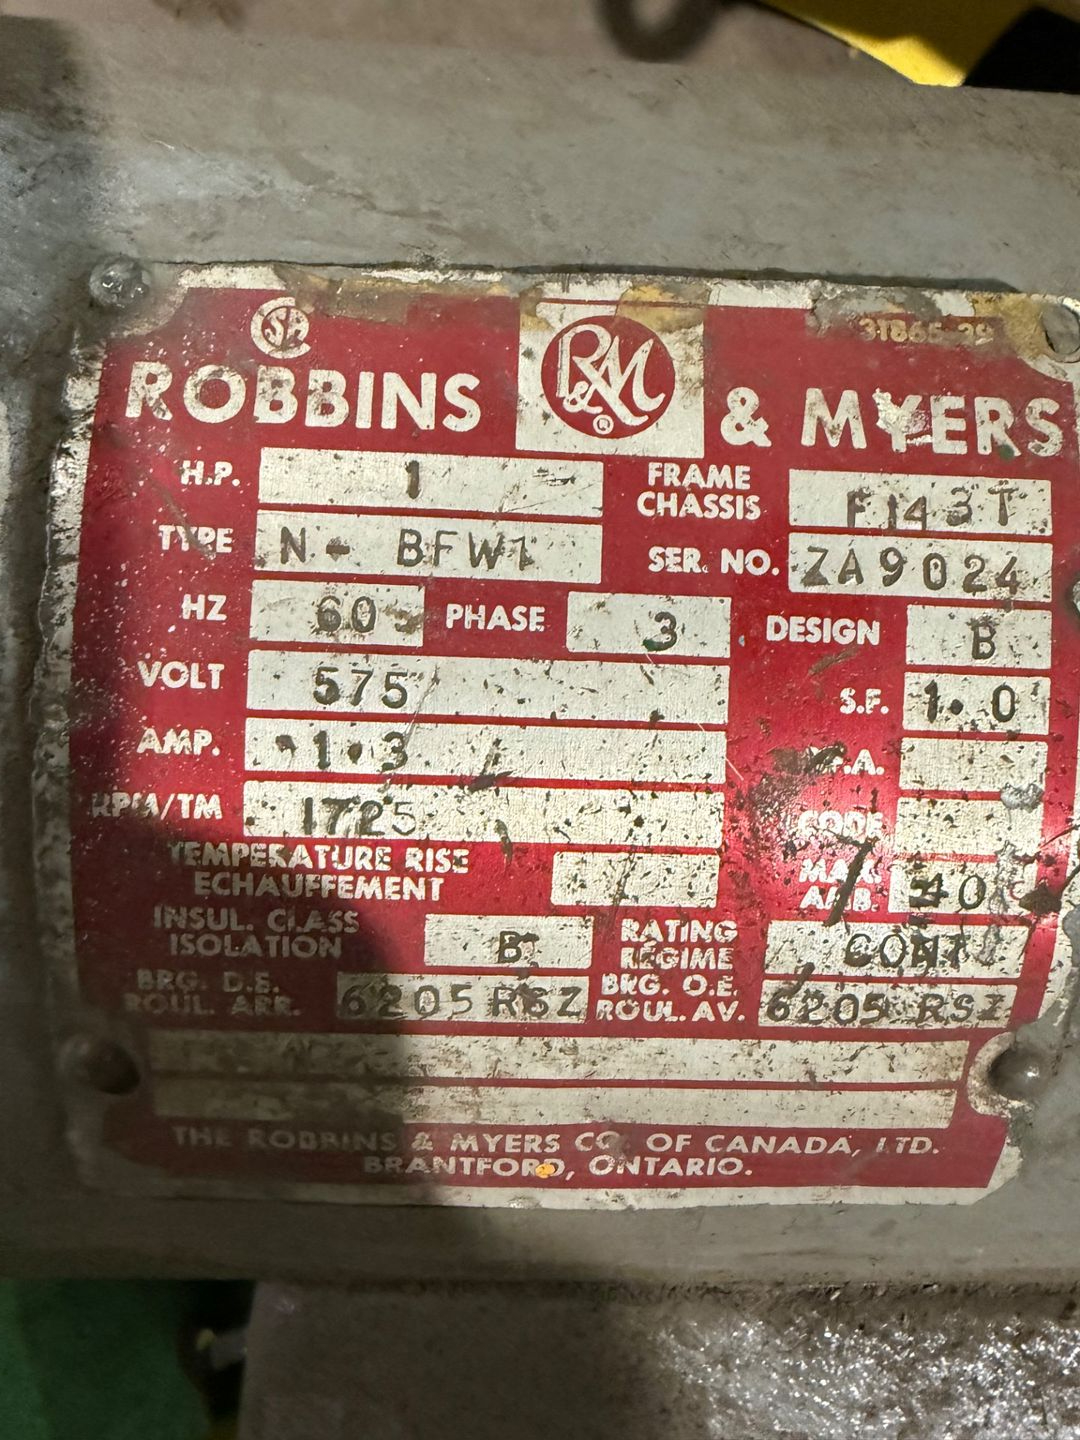 CSA
31865-29
ROBBINS R&M ® & MYERS
H.P. 1 FRAME CHASSIS F143T
TYPE N- BFW1 SER. NO. ZA9024
HZ 60 PHASE 3 DESIGN B
VOLT 575 S.F. 1.0
AMP. 1.3 P.A.
RPM/TM 1725 CODE
TEMPERATURE RISE
ECHAUFFEMENT
MAX.
AMB. 40
INSUL. CLASS
ISOLATION B
RATING
REGIME CONT
BRG. D.E.
ROUL. ARR. 6205 RSZ
BRG. O.E.
ROUL. AV. 6205 RSZ
THE ROBBINS & MYERS CO. OF CANADA, LTD.
BRANTFORD, ONTARIO.